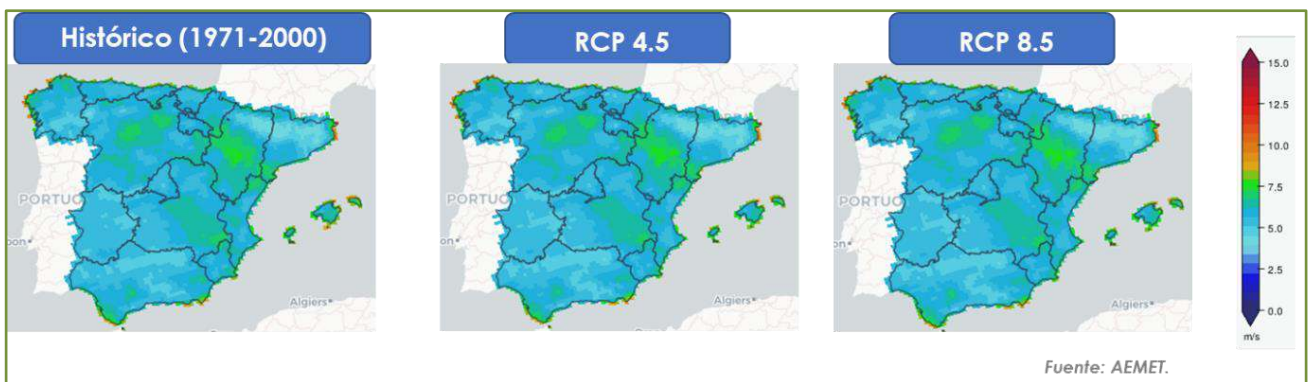 Histórico (1971-2000)
RCP 4.5
RCP 8.5
PORTUG
Algiers
PORTUG
Algiers
PORTUG
Algiers
15.0
12.5
10.0
7.5
5.0
2.5
0.0
m/s
Fuente: AEMET.